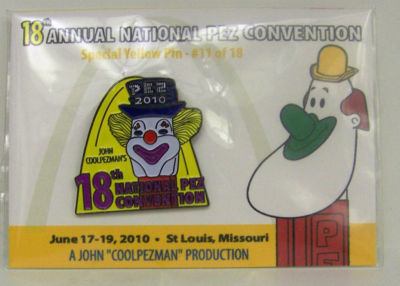 18th ANNUAL NATIONAL PEZ CONVENTION
Special Yellow Pin - #11 of 18
PEZ
2010
JOHN
COOLPEZMAN'S
18th
NATIONAL PEZ
CONVENTION
PE
June 17-19, 2010 • St Louis, Missouri
A JOHN "COOLPEZMAN" PRODUCTION